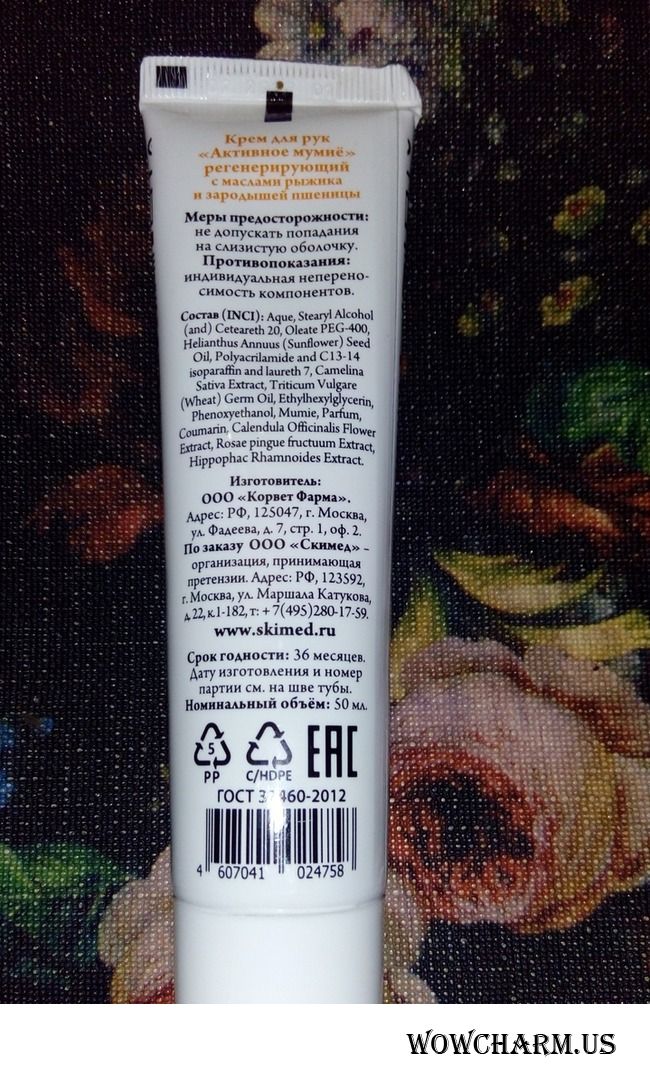 Крем для рук
«Активное мумиё»
регенерирующий
с маслами рыжика
и зародышей пшеницы
Меры предосторожности:
не допускать попадания
на слизистую оболочку.
Противопоказания:
индивидуальная неперено-
симость компонентов.
Состав (INCI): Aque, Stearyl Alcohol
(and) Ceteareth 20, Oleate PEG-400,
Helianthus Annuus (Sunflower) Seed
Oil, Polyacrilamide and C13-14
isoparaffin and laureth 7, Camelina
Sativa Extract, Triticum Vulgare
(Wheat) Germ Oil, Ethylhexylglycerin,
Phenoxyethanol, Mumie, Parfum,
Coumarin, Calendula Officinalis Flower
Extract, Rosae pingue fructuum Extract,
Hippophac Rhamnoides Extract.
Изготовитель:
ООО «Корвет Фарма».
Адрес: РФ, 125047, г. Москва,
ул. Фадеева, д. 7, стр. 1, оф. 2.
По заказу ООО «Скимед» -
организация, принимающая
претензии. Адрес: РФ, 123592,
г. Москва, ул. Маршала Катукова,
д. 22, к.1-182, т: +7(495)280-17-59.
www.skimed.ru
Срок годности: 36 месяцев.
Дату изготовления и номер
партии см. на шве тубы.
Номинальный объём: 50 мл.
5
PP C/HDPE EAC
ГОСТ 460-2012
4 607041 024758
WOWCHARM.US